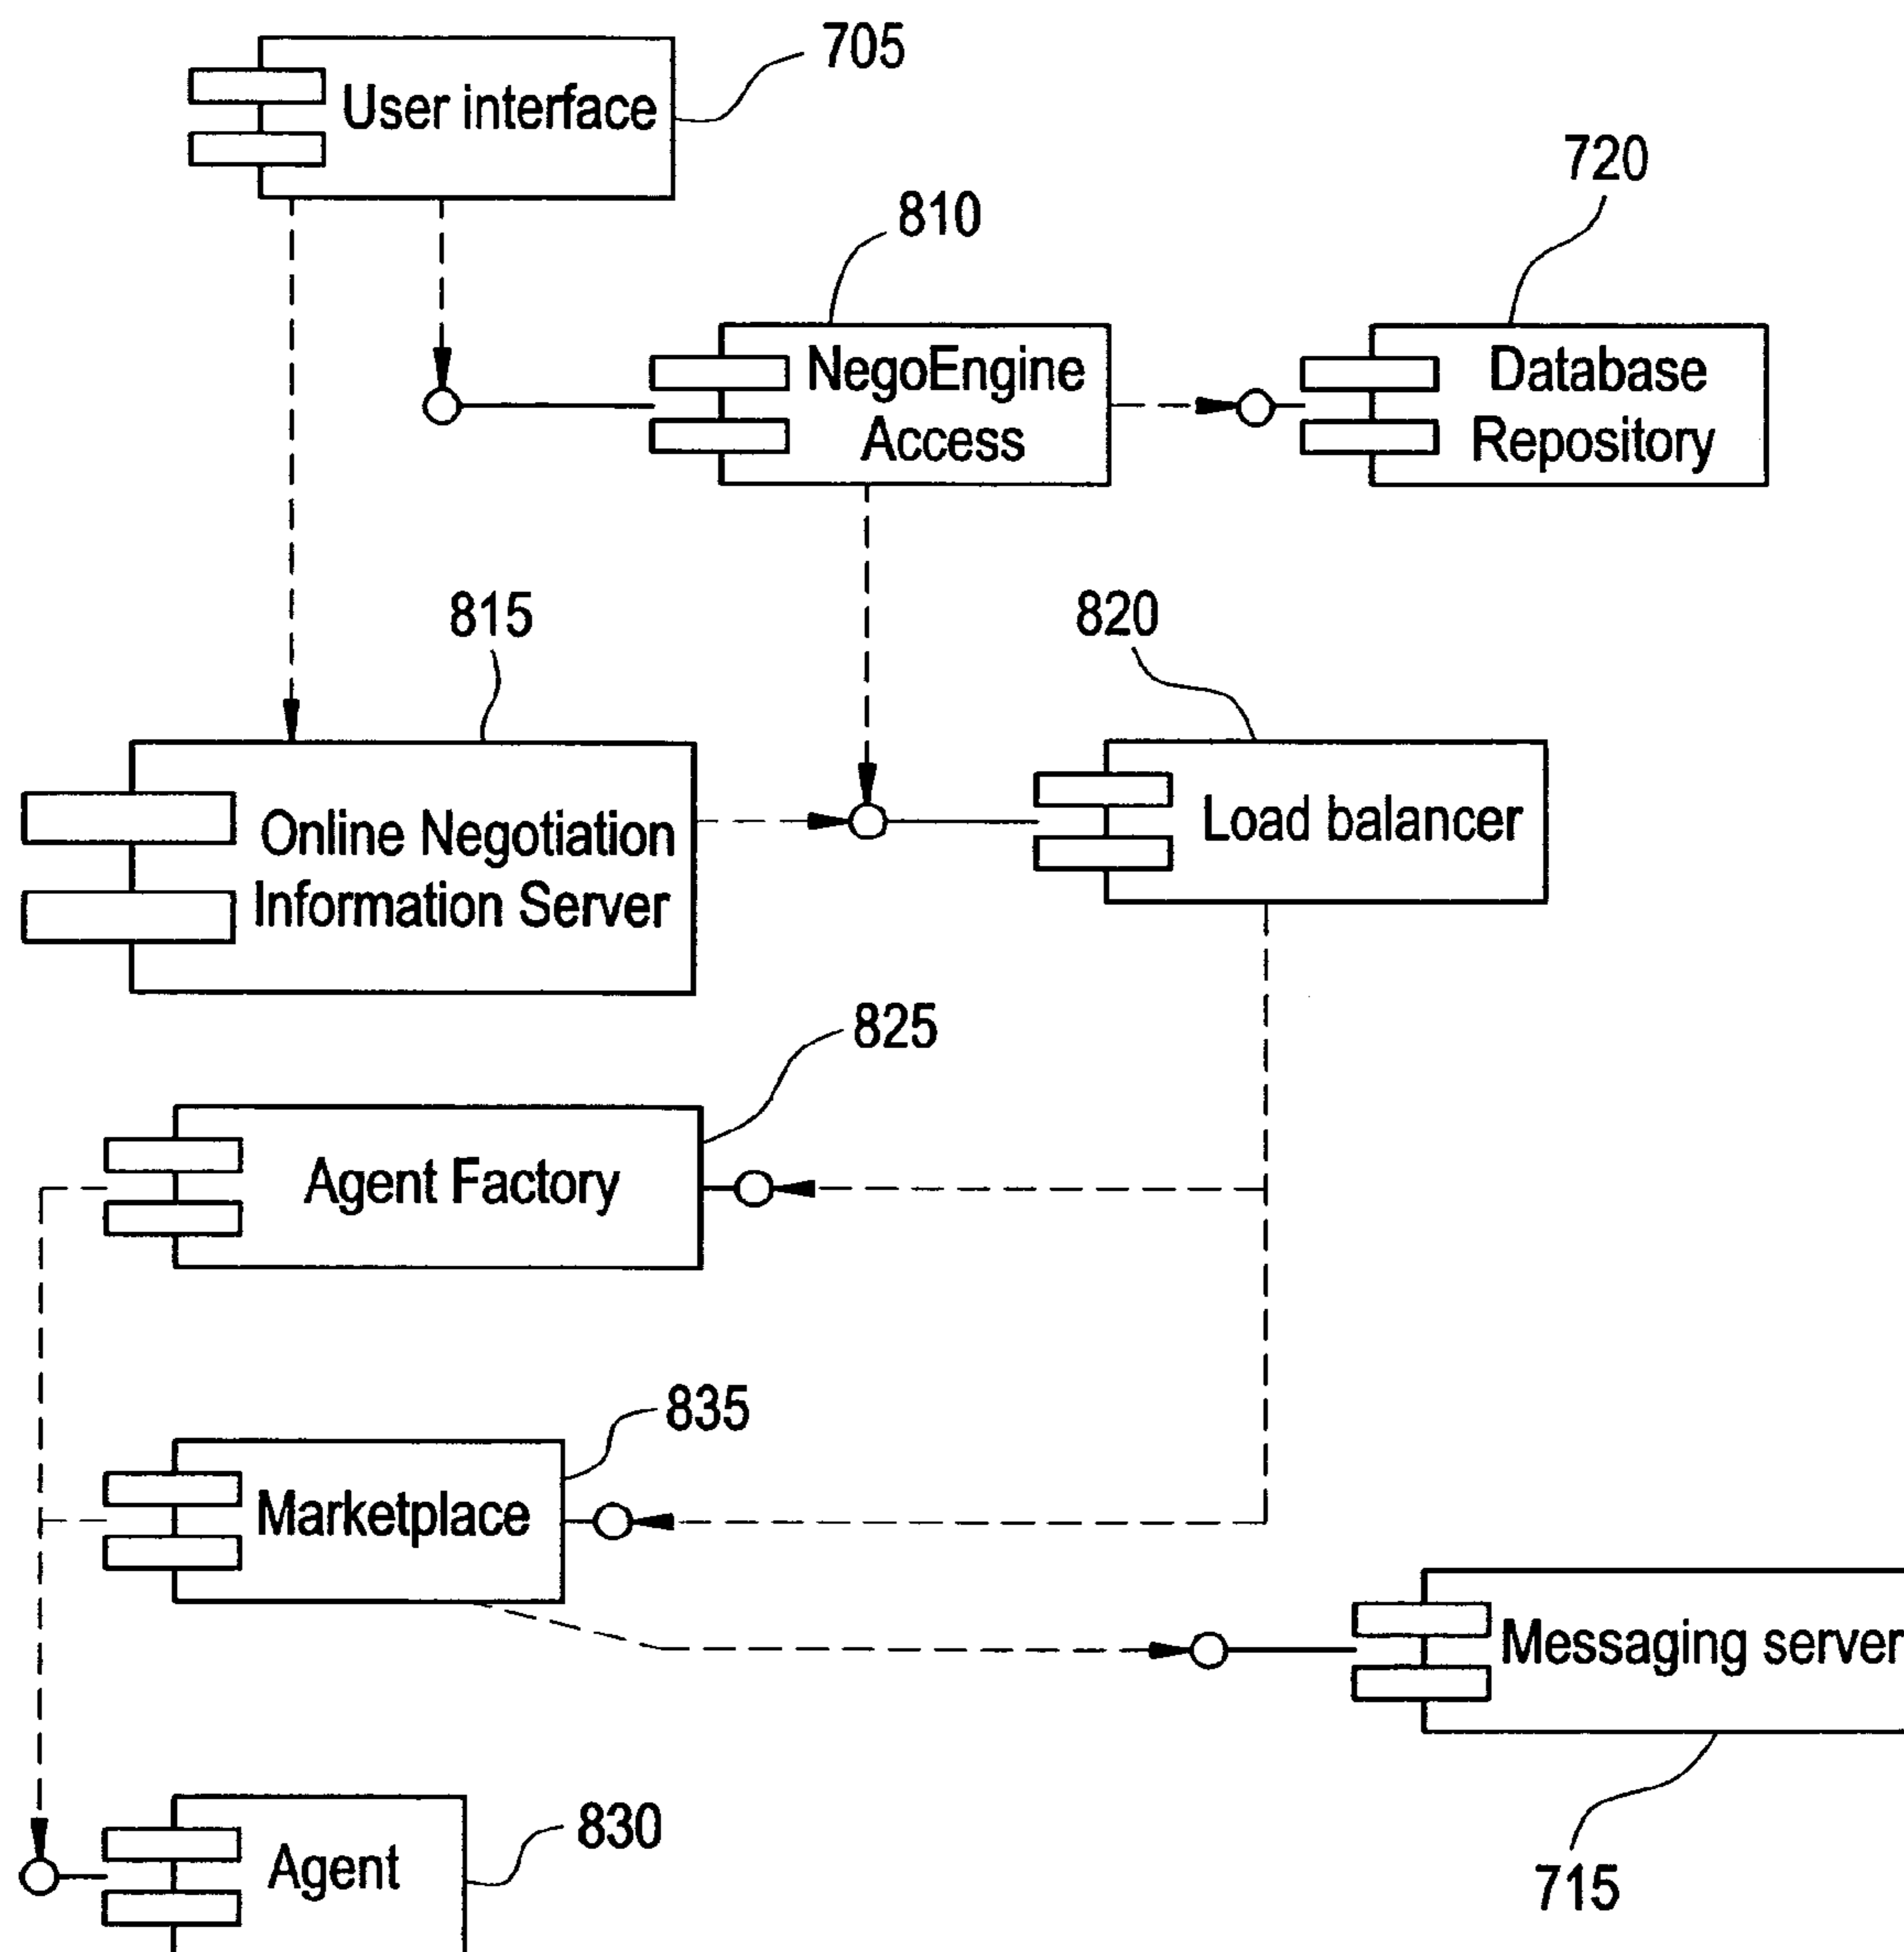 705
User interface
720
810
NegoEngine
Access
Database
Repository
815
820
Online Negotiation
Information Server
Load balancer
825
Agent Factory
835
Marketplace
Messaging server
830
Agent
715